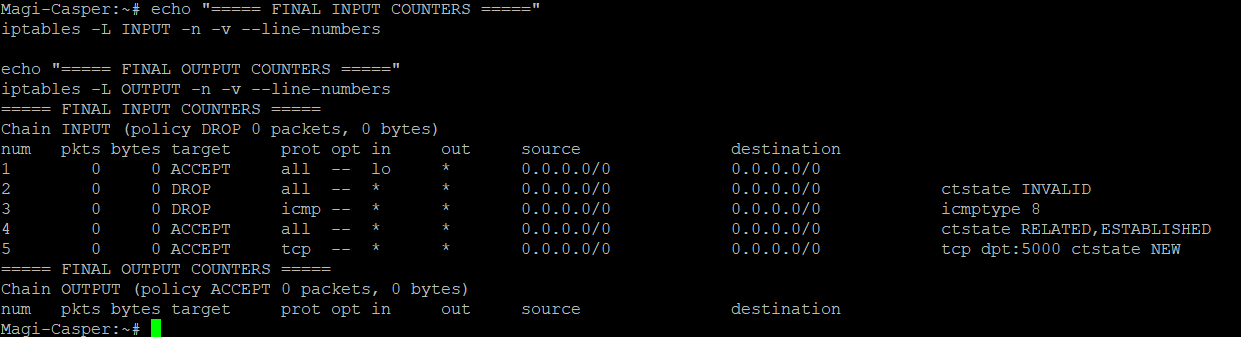 Magi-Casper:~# echo "===== FINAL INPUT COUNTERS ====="
iptables -L INPUT -n -v --line-numbers

echo "===== FINAL OUTPUT COUNTERS ====="
iptables -L OUTPUT -n -v --line-numbers
===== FINAL INPUT COUNTERS =====
Chain INPUT (policy DROP 0 packets, 0 bytes)
num   pkts bytes target     prot opt in     out     source               destination
1        0     0 ACCEPT     all  --  lo     *       0.0.0.0/0            0.0.0.0/0
2        0     0 DROP       all  --  *      *       0.0.0.0/0            0.0.0.0/0            ctstate INVALID
3        0     0 DROP       icmp --  *      *       0.0.0.0/0            0.0.0.0/0            icmptype 8
4        0     0 ACCEPT     all  --  *      *       0.0.0.0/0            0.0.0.0/0            ctstate RELATED,ESTABLISHED
5        0     0 ACCEPT     tcp  --  *      *       0.0.0.0/0            0.0.0.0/0            tcp dpt:5000 ctstate NEW
===== FINAL OUTPUT COUNTERS =====
Chain OUTPUT (policy ACCEPT 0 packets, 0 bytes)
num   pkts bytes target     prot opt in     out     source               destination
Magi-Casper:~#